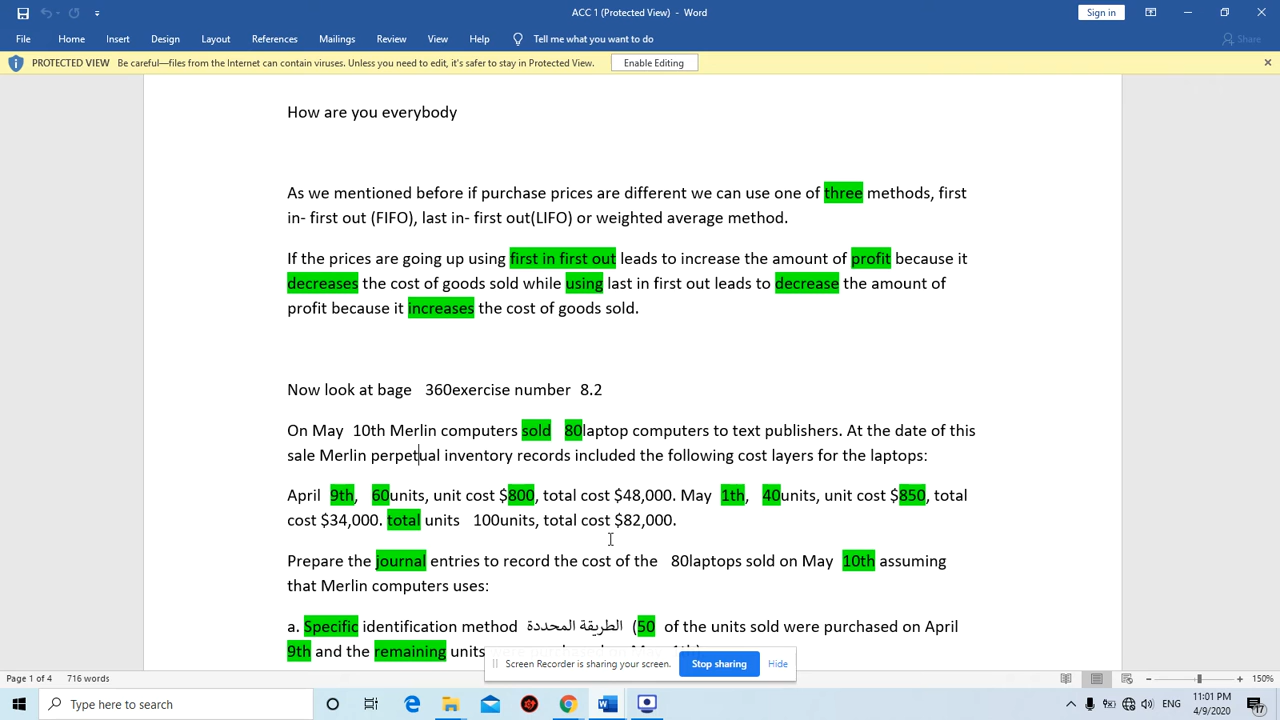 ACC 1 (Protected View) - Word
Sign in
File Home Insert Design Layout References Mailings Review View Help Tell me what you want to do Share
PROTECTED VIEW Be careful—files from the Internet can contain viruses. Unless you need to edit, it's safer to stay in Protected View. Enable Editing
How are you everybody
As we mentioned before if purchase prices are different we can use one of three methods, first
in- first out (FIFO), last in- first out(LIFO) or weighted average method.
If the prices are going up using first in first out leads to increase the amount of profit because it
decreases the cost of goods sold while using last in first out leads to decrease the amount of
profit because it increases the cost of goods sold.
Now look at bage 360exercise number 8.2
On May 10th Merlin computers sold 80laptop computers to text publishers. At the date of this
sale Merlin perpetual inventory records included the following cost layers for the laptops:
April 9th, 60units, unit cost $800, total cost $48,000. May 1th, 40units, unit cost $850, total
cost $34,000. total units 100units, total cost $82,000.
Prepare the journal entries to record the cost of the 80laptops sold on May 10th assuming
that Merlin computers uses:
a. Specific identification method الطريقة المحددة (50 of the units sold were purchased on April
9th and the remaining units
Screen Recorder is sharing your screen. Stop sharing Hide
Page 1 of 4 716 words 150%
Type here to search
ENG
11:01 PM
4/9/2020
17